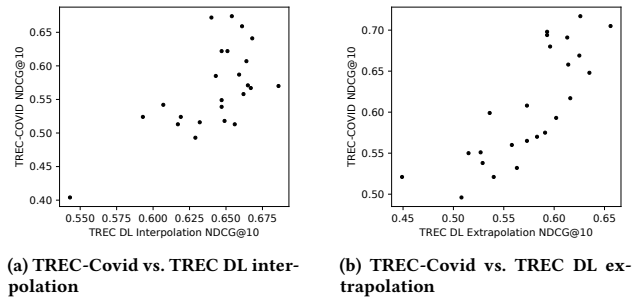 TREC-COVID NDCG@10
0.65
0.60
0.55
0.50
0.45
0.40
0.550
0.575
0.600
0.625
0.650
0.675
TREC DL Interpolation NDCG@10
(a) TREC-Covid vs. TREC DL inter-
polation
TREC-COVID NDCG@10
0.70
0.65
0.60
0.55
0.50
0.45
0.50
0.55
0.60
0.65
TREC DL Extrapolation NDCG@10
(b) TREC-Covid vs. TREC DL ex-
trapolation